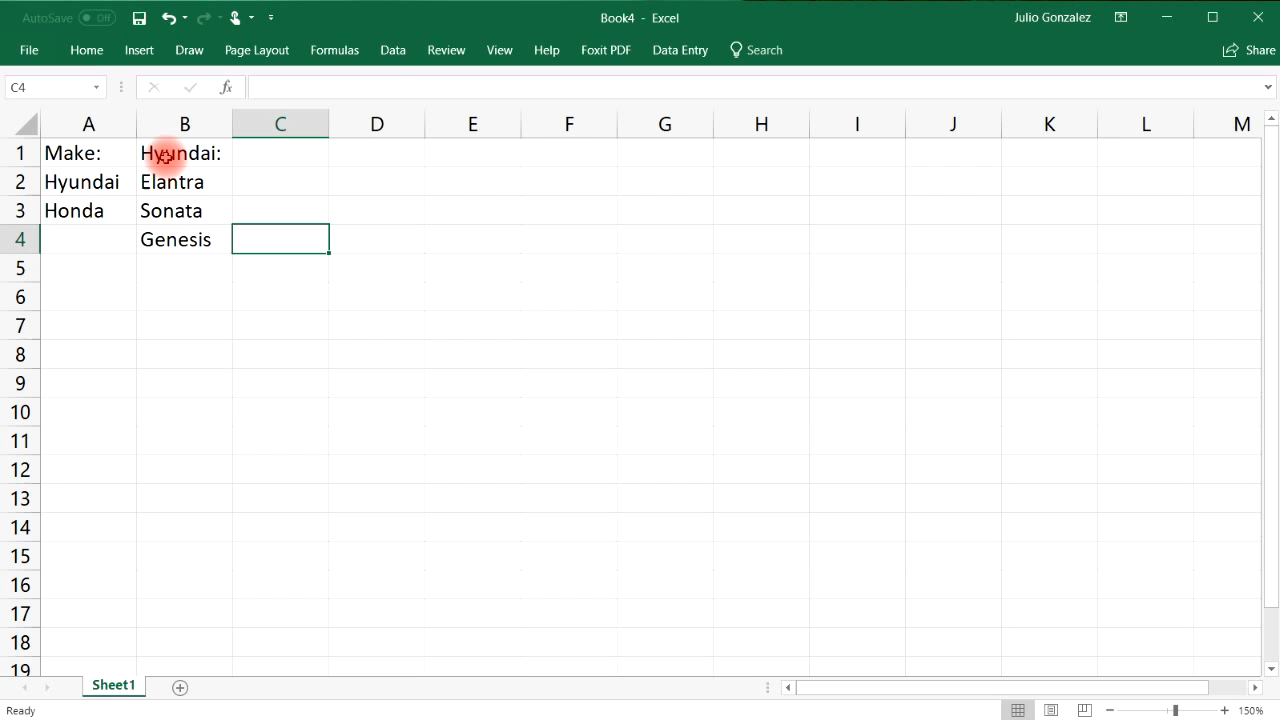 AutoSave Off Book4 - Excel Julio Gonzalez
File Home Insert Draw Page Layout Formulas Data Review View Help Foxit PDF Data Entry Search Share
C4 fx
A B C D E F G H I J K L M
1 Make: Hyundai:
2 Hyundai Elantra
3 Honda Sonata
4 Genesis
5
6
7
8
9
10
11
12
13
14
15
16
17
18
19
Sheet1
Ready 150%